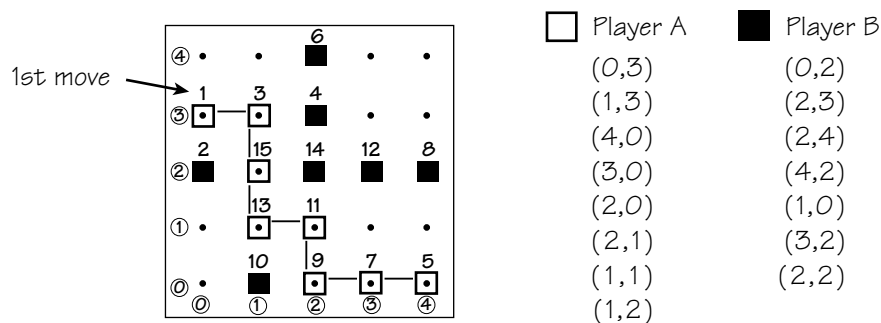 □ Player A ■ Player B
6
④
1st move
1 3 4
③
2 15 14 12 8
②
13 11
①
10 9 7 5
⓪
⓪ ① ② ③ ④
(0,3) (0,2)
(1,3) (2,3)
(4,0) (2,4)
(3,0) (4,2)
(2,0) (1,0)
(2,1) (3,2)
(1,1) (2,2)
(1,2)